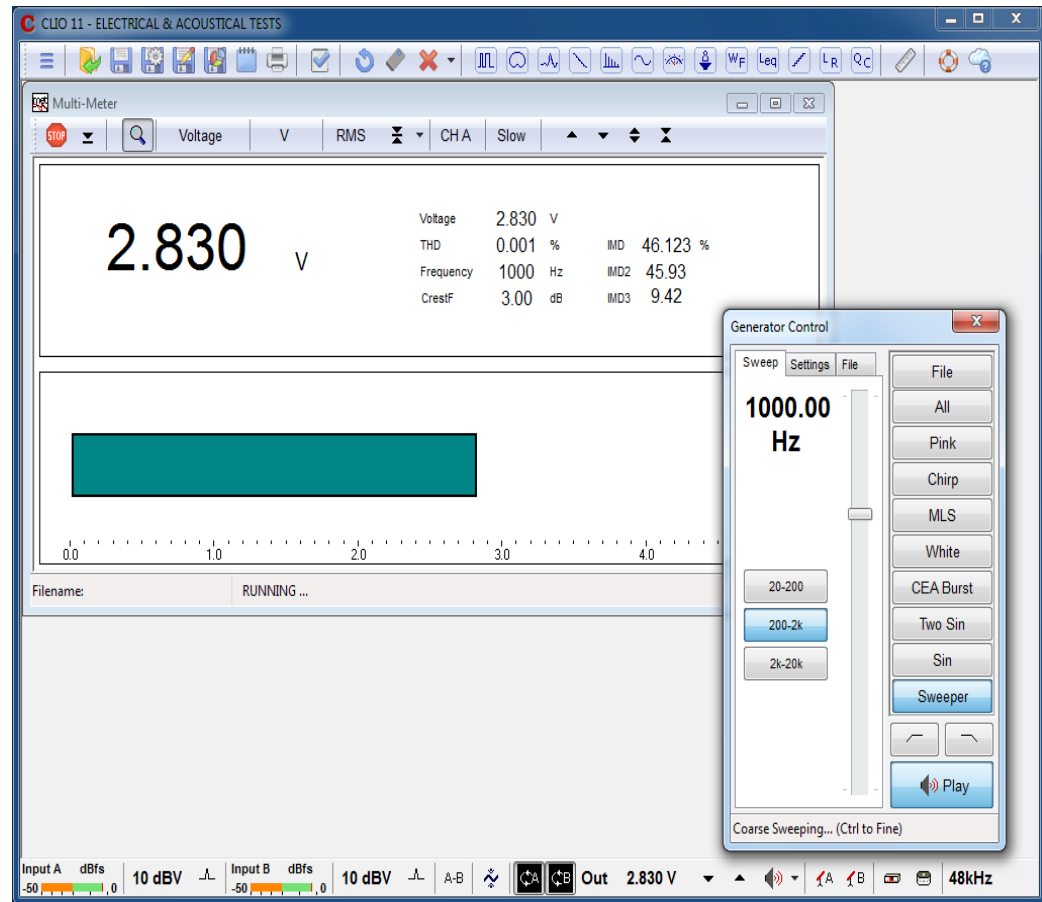 CLIO 11 - ELECTRICAL & ACOUSTICAL TESTS
X
WF Leq LR QC
Multi-Meter
STOP Voltage V RMS CH A Slow
2.830 V
Voltage 2.830 V
THD 0.001 % IMD 46.123 %
Frequency 1000 Hz IMD2 45.93
CrestF 3.00 dB IMD3 9.42
0.0 1.0 2.0 3.0 4.0
Filename: RUNNING ...
Generator Control
X
Sweep Settings File
1000.00
Hz
20-200
200-2k
2k-20k
File
All
Pink
Chirp
MLS
White
CEA Burst
Two Sin
Sin
Sweeper
Play
Coarse Sweeping... (Ctrl to Fine)
Input A dBfs
-50 0
10 dBV
Input B dBfs
-50 0
10 dBV A-B A B Out 2.830 V A B 48kHz